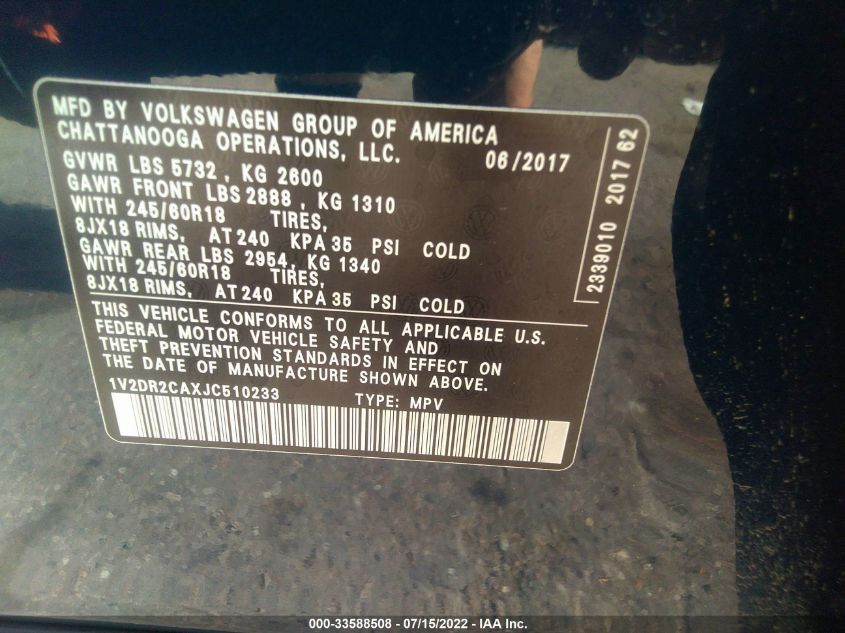 MFD BY VOLKSWAGEN GROUP OF AMERICA
CHATTANOOGA OPERATIONS, LLC.
06/2017
GVWR LBS 5732 , KG 2600
GAWR FRONT LBS 2888 , KG 1310
WITH 245/60R18 TIRES,
8JX18 RIMS, AT 240 KPA 35 PSI COLD
GAWR REAR LBS 2954, KG 1340
WITH 245/60R18 TIRES,
8JX18 RIMS, AT 240 KPA 35 PSI COLD
THIS VEHICLE CONFORMS TO ALL APPLICABLE U.S.
FEDERAL MOTOR VEHICLE SAFETY AND
THEFT PREVENTION STANDARDS IN EFFECT ON
THE DATE OF MANUFACTURE SHOWN ABOVE.
1V2DR2CAXJC510233 TYPE: MPV
2339010 2017 62
000-33588508 - 07/15/2022 - IAA Inc.